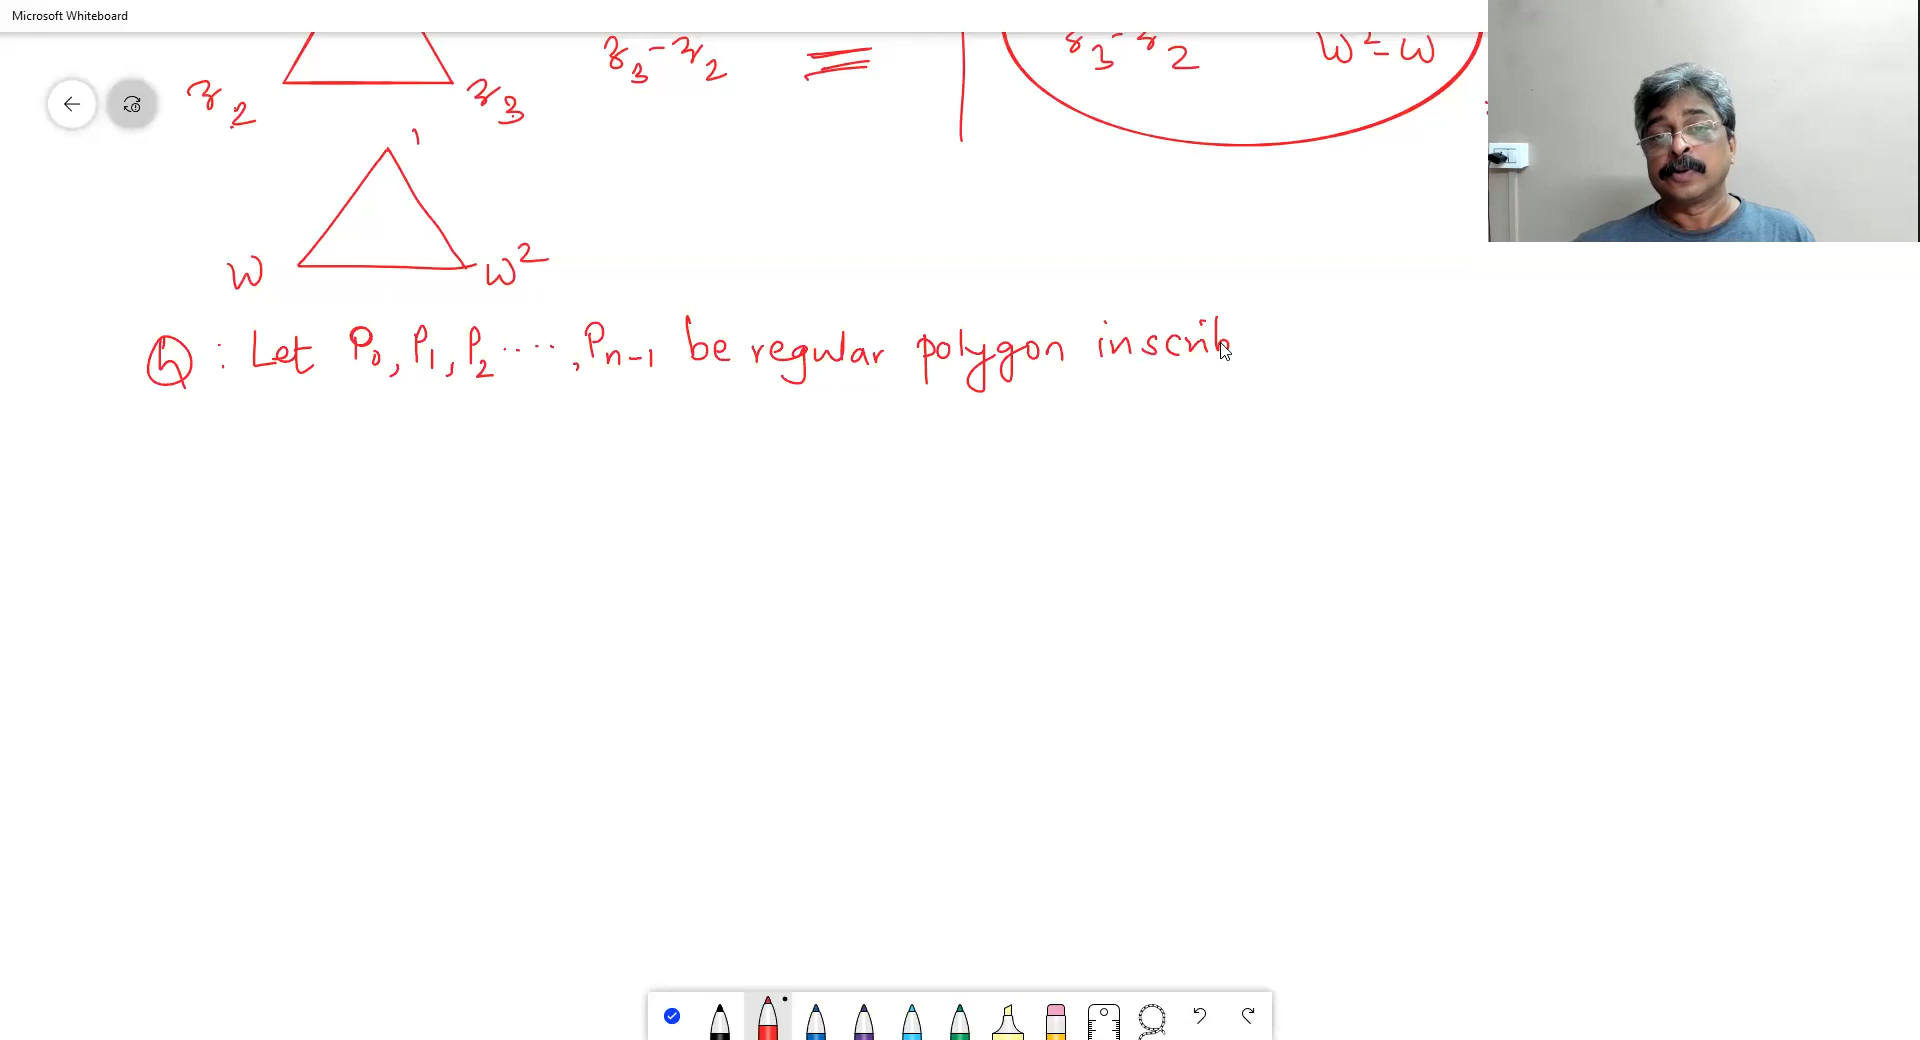 Microsoft Whiteboard
z₃-z₂
z₃-z₂ w²-w
z₂ z₃
1
w w²
Q : Let P₀, P₁, P₂ ....., Pₙ₋₁ be regular polygon inscrib